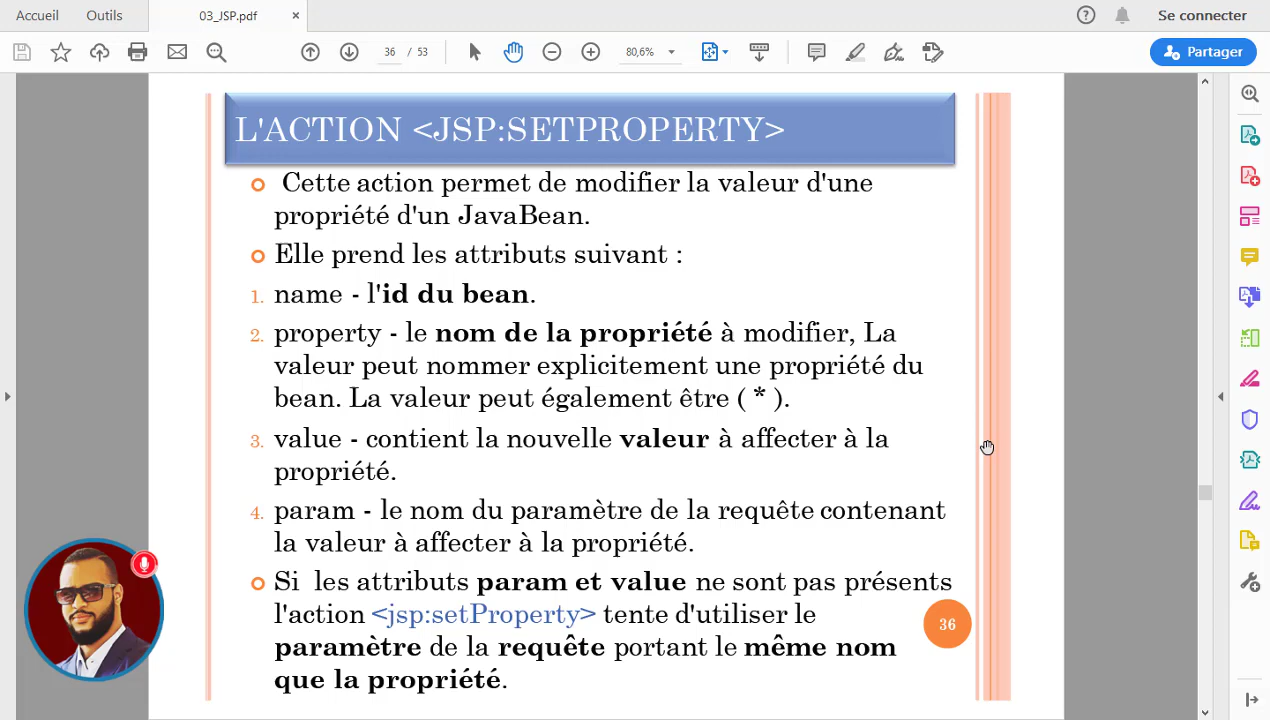 Accueil Outils 03_JSP.pdf × Se connecter
36 / 53 80,6% Partager
L'ACTION <JSP:SETPROPERTY>
Cette action permet de modifier la valeur d'une
propriété d'un JavaBean.
Elle prend les attributs suivant :
1. name - l'id du bean.
2. property - le nom de la propriété à modifier, La
valeur peut nommer explicitement une propriété du
bean. La valeur peut également être ( * ).
3. value - contient la nouvelle valeur à affecter à la
propriété.
4. param - le nom du paramètre de la requête contenant
la valeur à affecter à la propriété.
Si les attributs param et value ne sont pas présents
l'action <jsp:setProperty> tente d'utiliser le
paramètre de la requête portant le même nom
que la propriété.
36